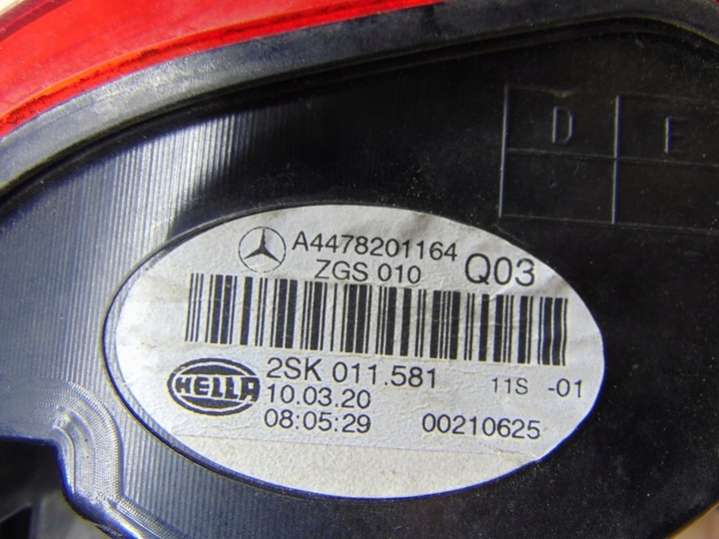 D E
A4478201164
ZGS 010 Q03
HELLA 2SK 011.581 11S -01
10.03.20
08:05:29 00210625